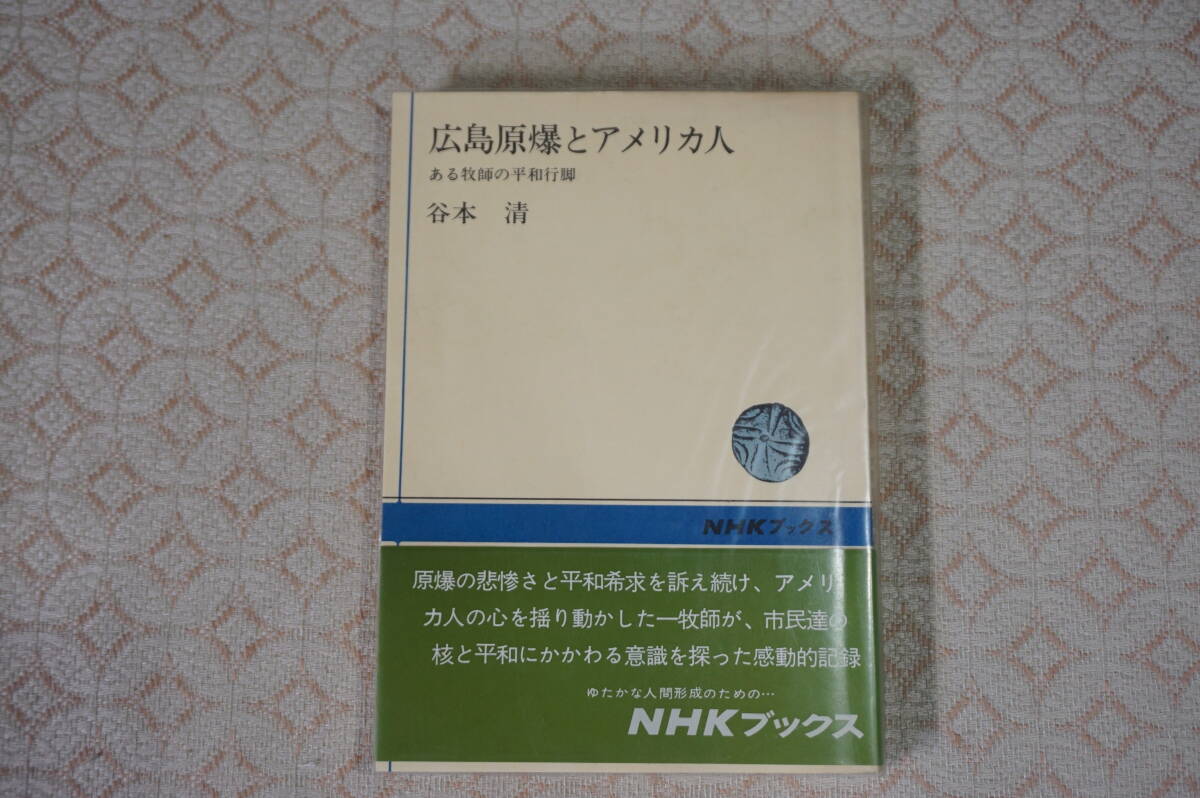 広島原爆とアメリカ人
ある牧師の平和行脚
谷本 清
NHKブックス
原爆の悲惨さと平和希求を訴え続け、アメリ
カ人の心を揺り動かした一牧師が、市民達の
核と平和にかかわる意識を探った感動的記録
ゆたかな人間形成のための…
NHKブックス